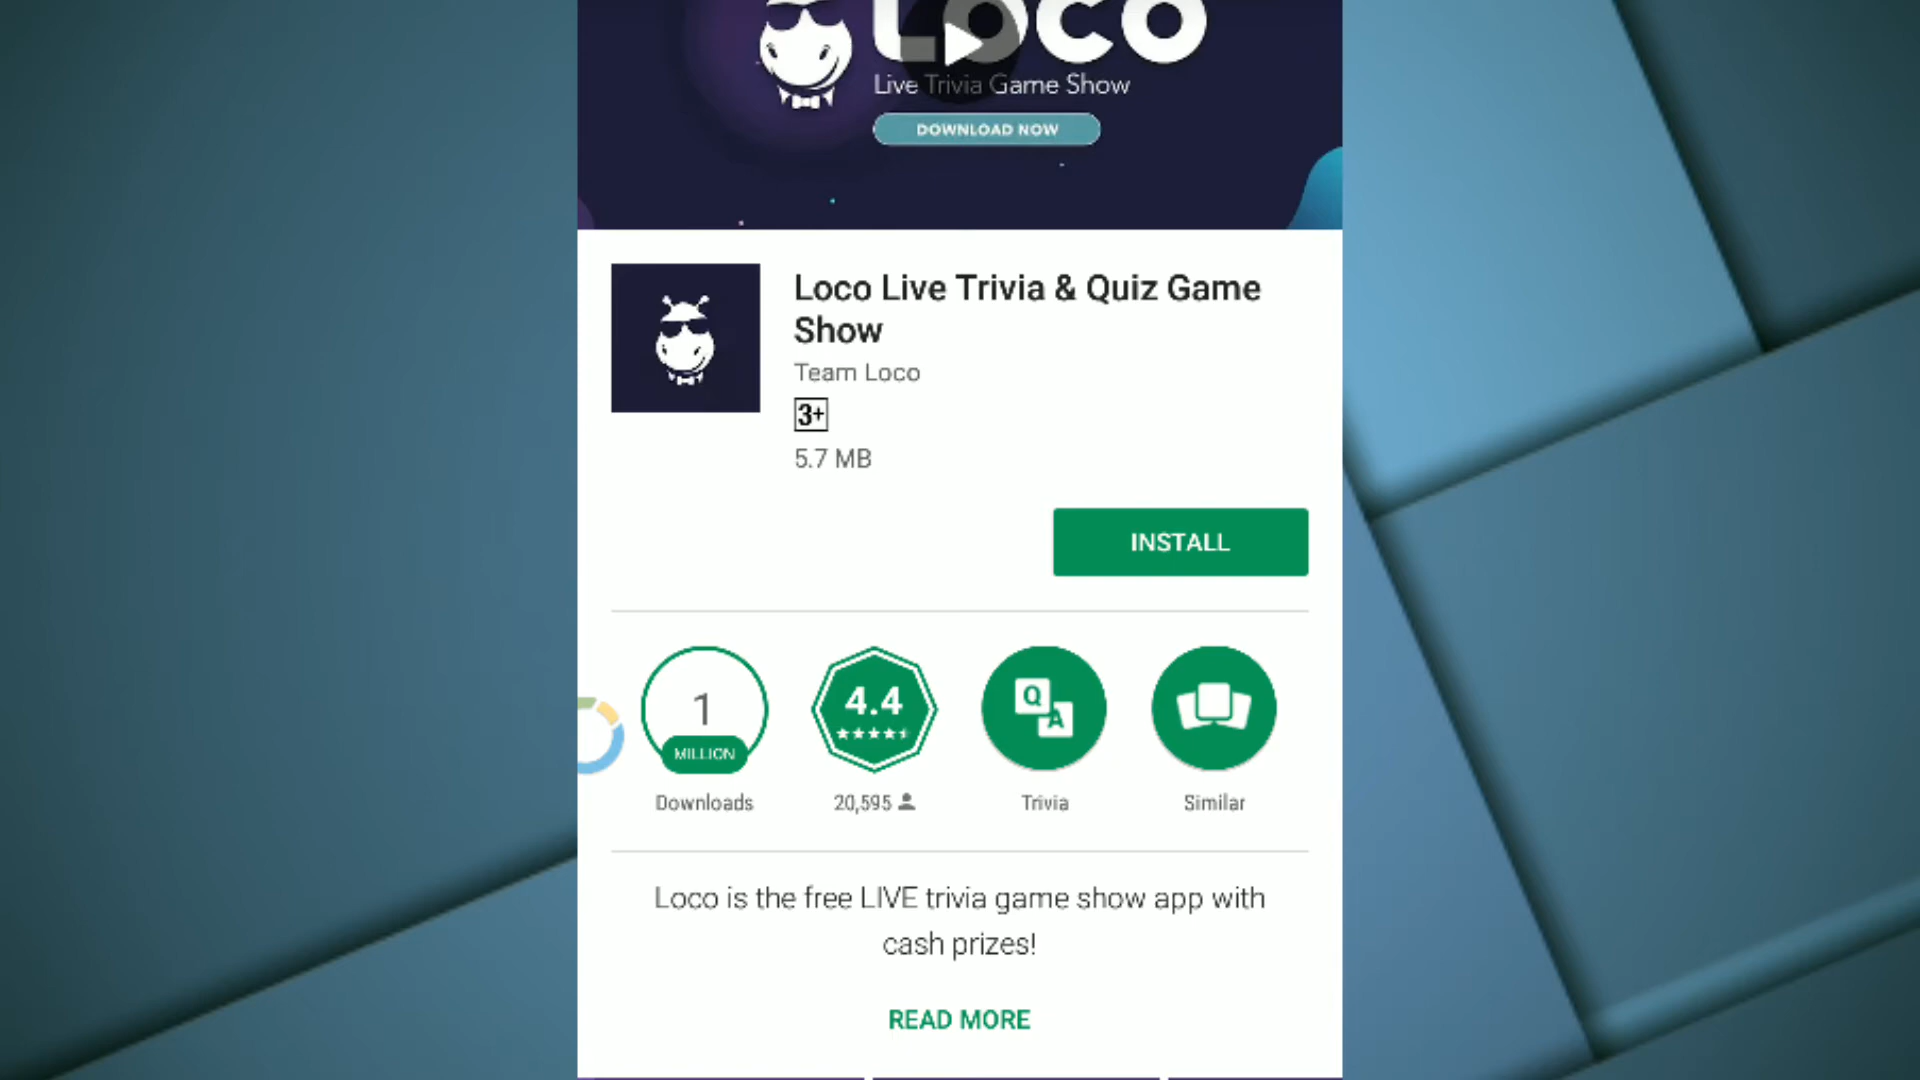 LOCO
Live Trivia Game Show
DOWNLOAD NOW
Loco Live Trivia & Quiz Game
Show
Team Loco
3+
5.7 MB
INSTALL
1
MILLION
Downloads
4.4
20,595
Q
A
Trivia
Similar
Loco is the free LIVE trivia game show app with
cash prizes!
READ MORE